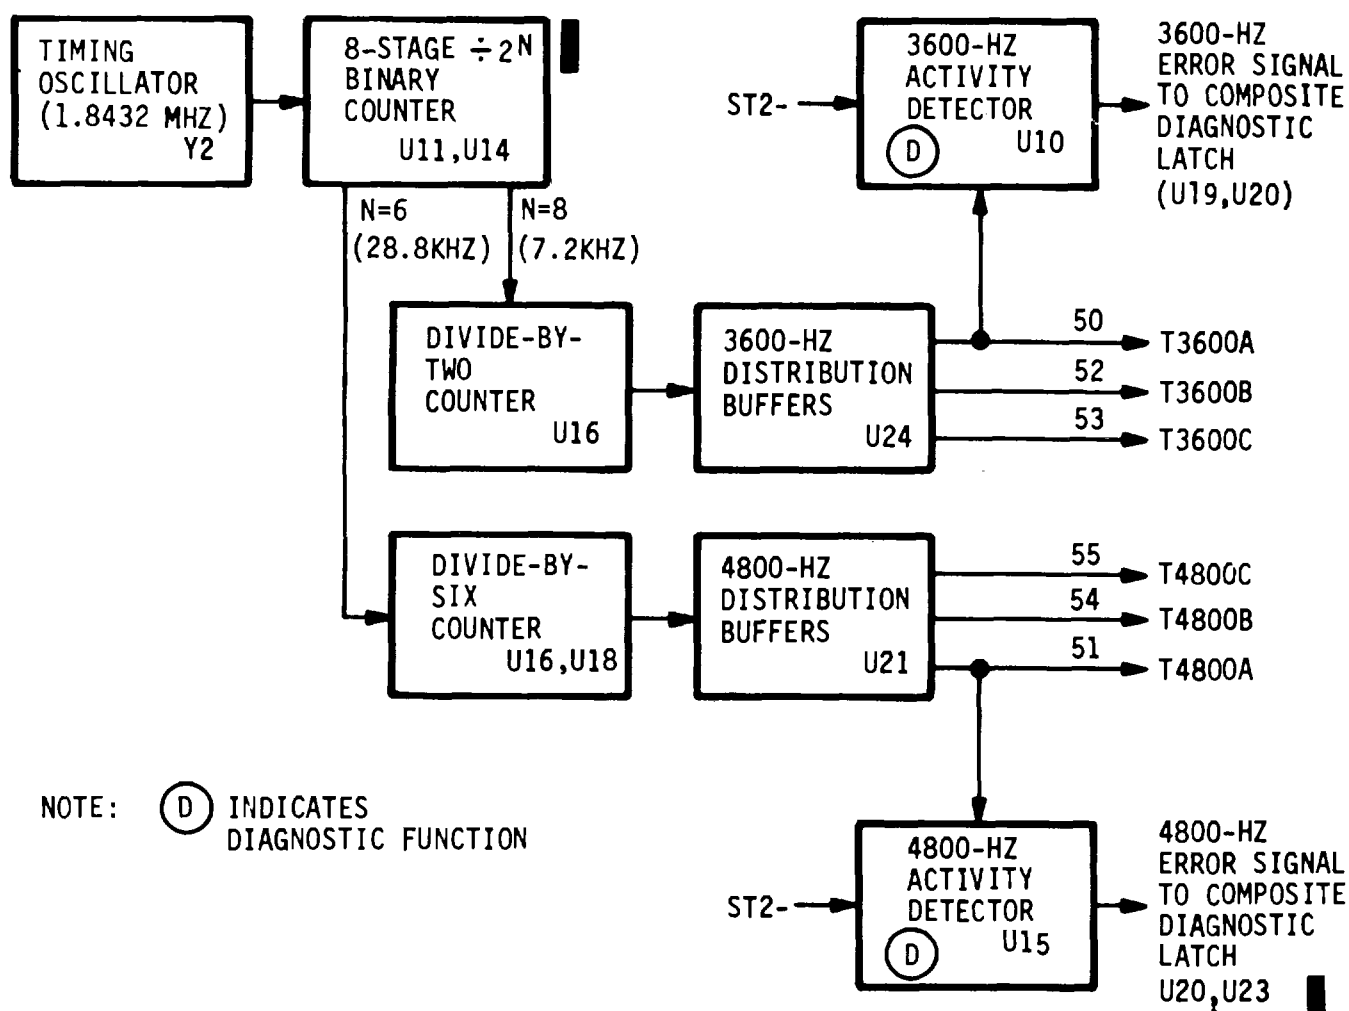 TIMING
OSCILLATOR
(1.8432 MHZ)
Y2
8-STAGE ÷2N
BINARY
COUNTER
U11,U14
N=6
(28.8KHZ)
N=8
(7.2KHZ)
ST2-
3600-HZ
ACTIVITY
DETECTOR
D
U10
3600-HZ
ERROR SIGNAL
TO COMPOSITE
DIAGNOSTIC
LATCH
(U19,U20)
DIVIDE-BY-
TWO
COUNTER
U16
3600-HZ
DISTRIBUTION
BUFFERS
U24
50
T3600A
52
T3600B
53
T3600C
DIVIDE-BY-
SIX
COUNTER
U16,U18
4800-HZ
DISTRIBUTION
BUFFERS
U21
55
T4800C
54
T4800B
51
T4800A
NOTE: D INDICATES
DIAGNOSTIC FUNCTION
ST2-
4800-HZ
ACTIVITY
DETECTOR
U15
D
4800-HZ
ERROR SIGNAL
TO COMPOSITE
DIAGNOSTIC
LATCH
U20,U23